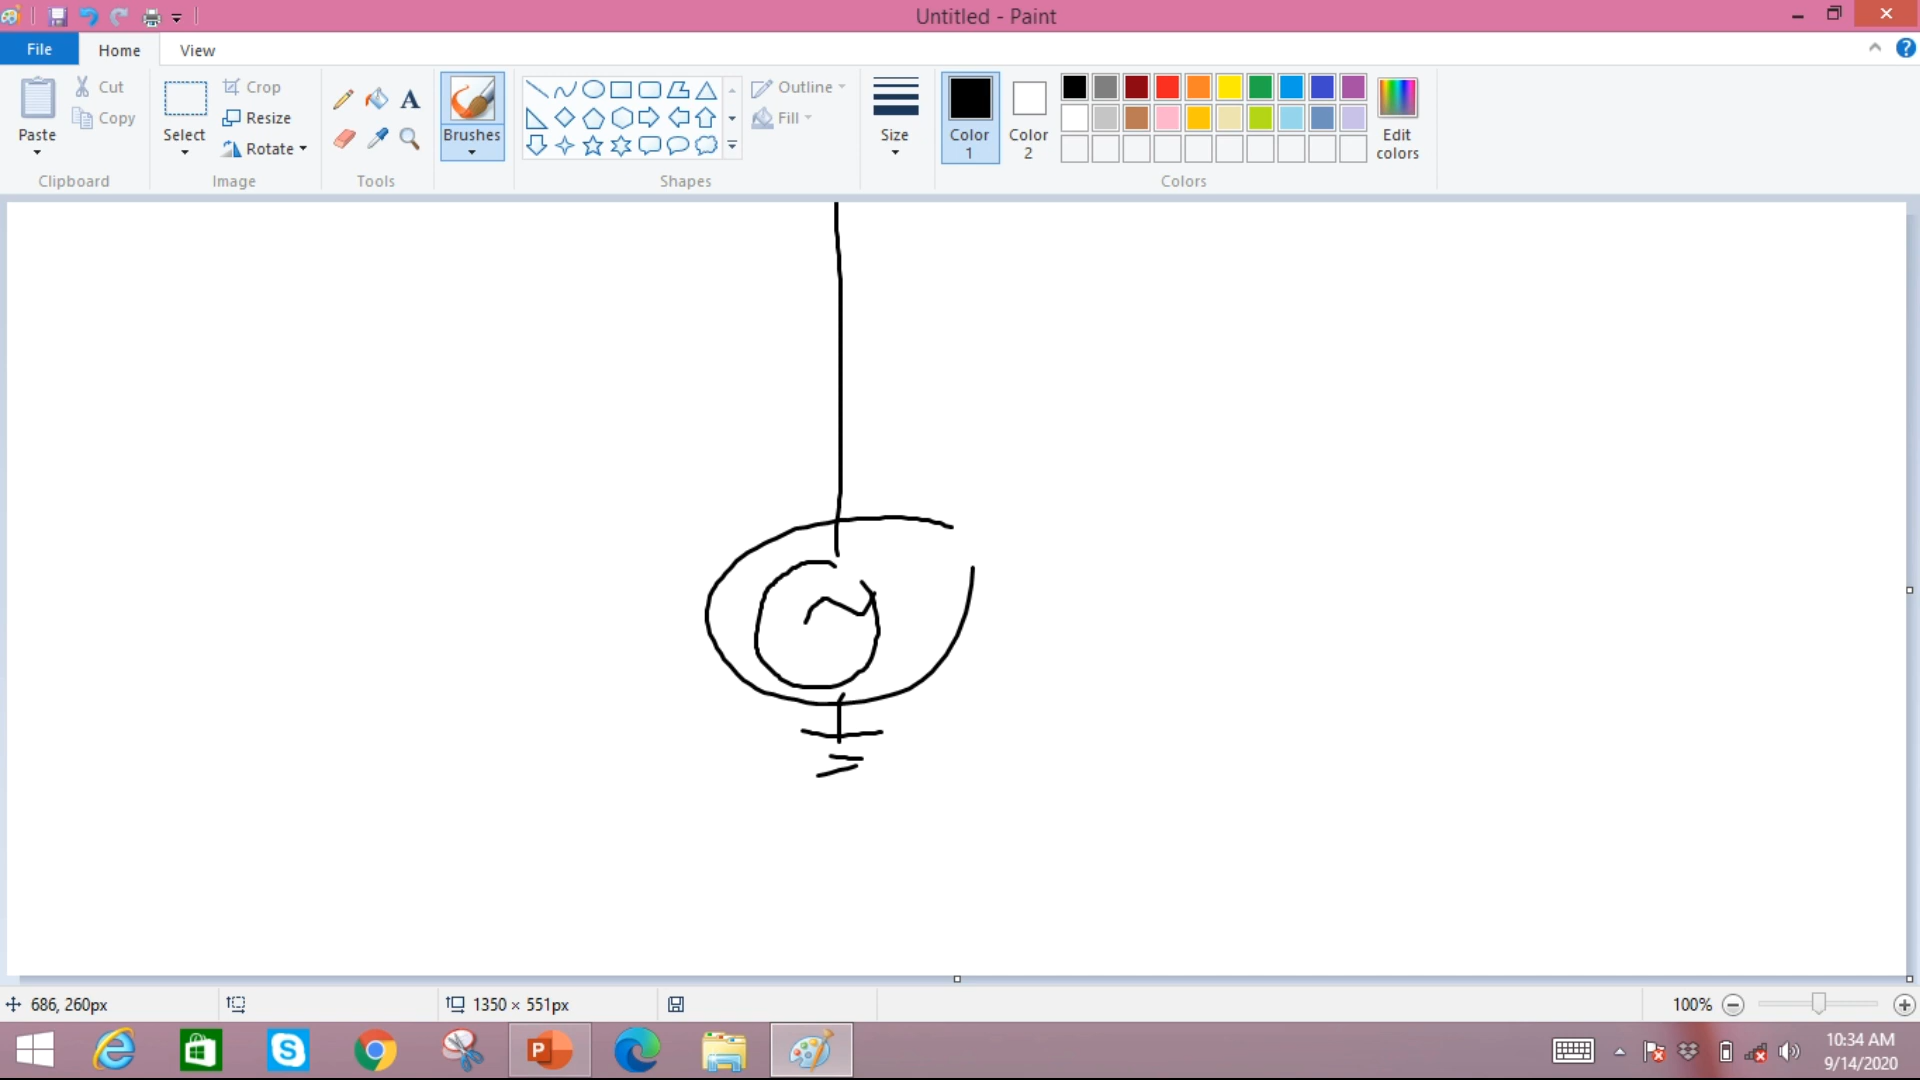 Untitled - Paint
File Home View
Paste Cut Copy Clipboard
Select Crop Resize Rotate Image
A
Tools
Brushes
Shapes
Outline Fill
Size
Color 1 Color 2
Edit colors
Colors
686, 260px 1350 × 551px 100%
10:34 AM
9/14/2020